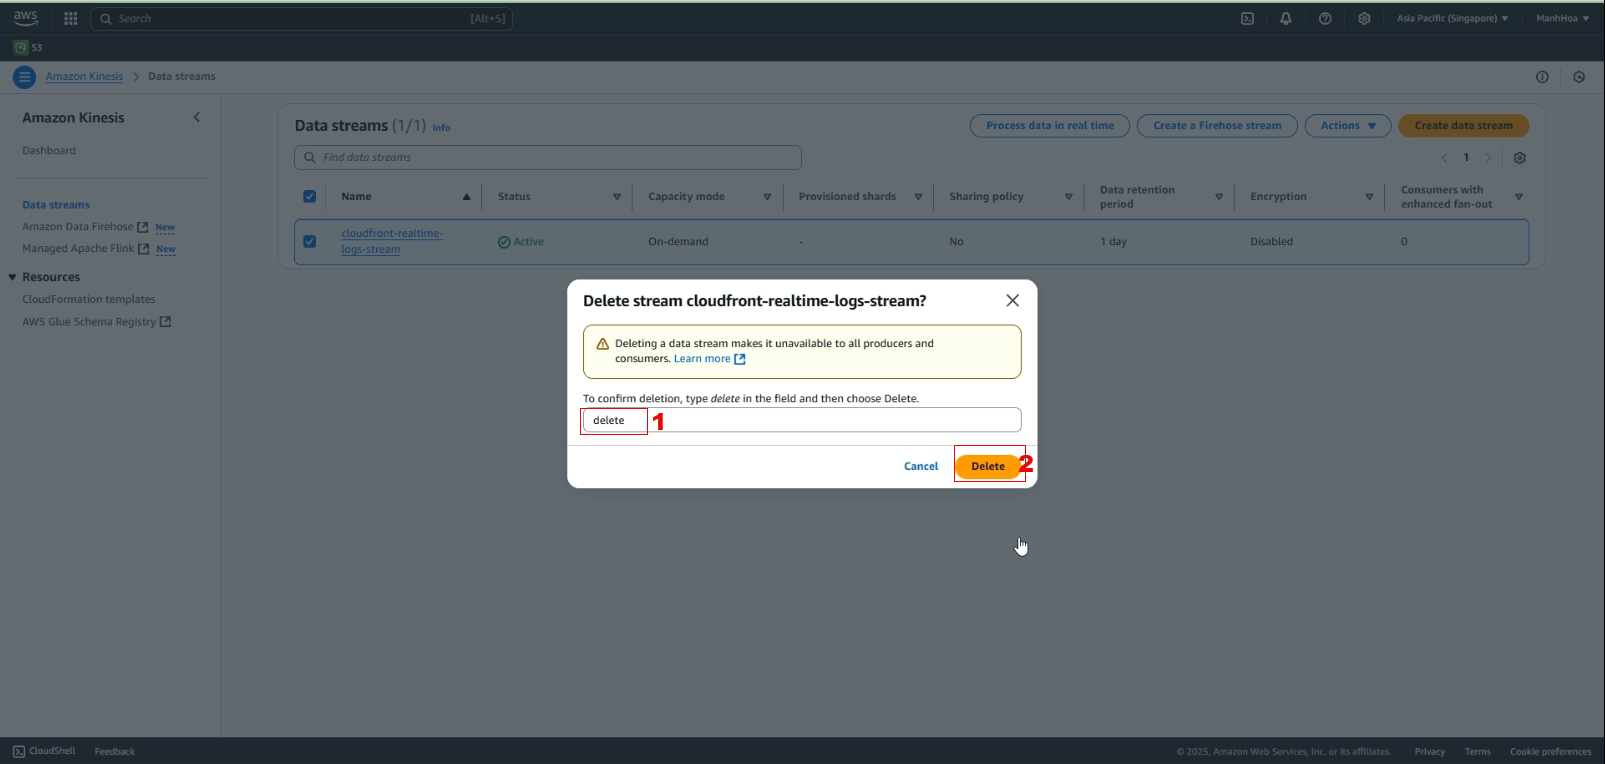 aws
Search
[Alt+S]
Asia Pacific (Singapore)
ManhHoa
S3
Amazon Kinesis
Data streams
Amazon Kinesis
Dashboard
Data streams
Amazon Data Firehose New
Managed Apache Flink New
Resources
CloudFormation templates
AWS Glue Schema Registry
Data streams (1/1) Info
Process data in real time
Create a Firehose stream
Actions
Create data stream
Find data streams
1
Name
Status
Capacity mode
Provisioned shards
Sharing policy
Data retention
period
Encryption
Consumers with
enhanced fan-out
cloudfront-realtime-
logs-stream
Active
On-demand
-
No
1 day
Disabled
0
Delete stream cloudfront-realtime-logs-stream?
Deleting a data stream makes it unavailable to all producers and
consumers. Learn more
To confirm deletion, type delete in the field and then choose Delete.
delete
1
Cancel
Delete
2
CloudShell
Feedback
© 2025, Amazon Web Services, Inc. or its affiliates.
Privacy
Terms
Cookie preferences